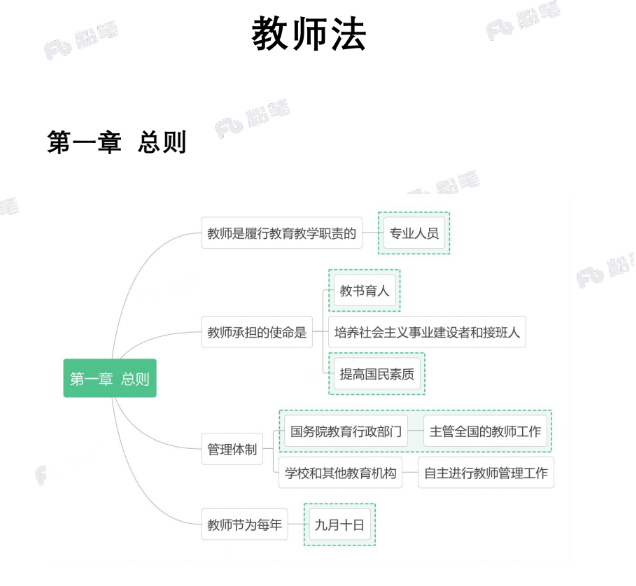 教师法
第一章 总则
教师是履行教育教学职责的 专业人员
教书育人
教师承担的使命是 培养社会主义事业建设者和接班人
提高国民素质
第一章 总则
国务院教育行政部门 主管全国的教师工作
管理体制
学校和其他教育机构 自主进行教师管理工作
教师节为每年 九月十日
粉笔
粉笔
粉笔
粉笔
粉笔